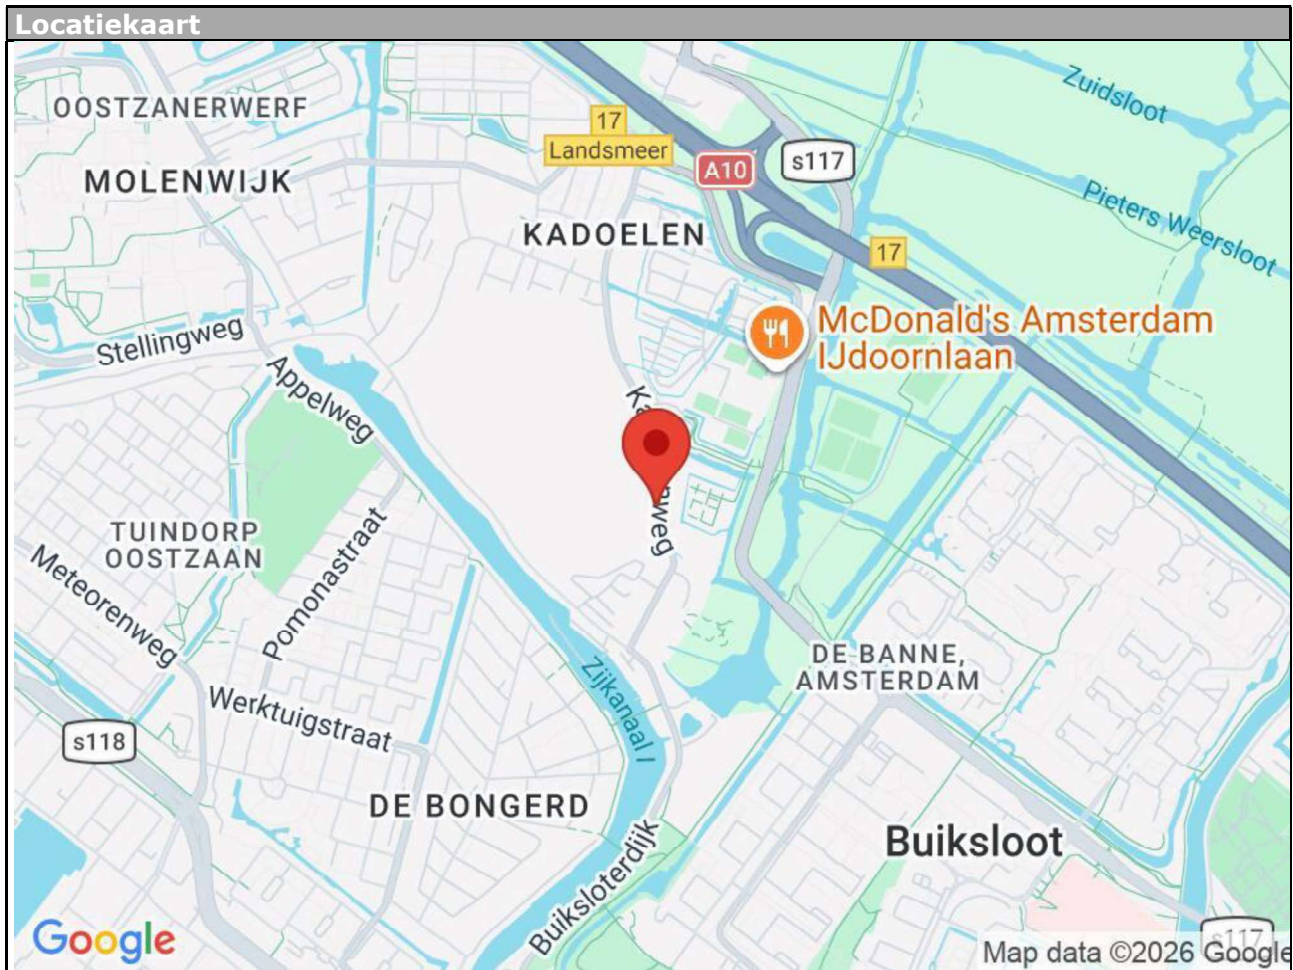 Locatiekaart
Zuidsloot
OOSTZANERWERF
17
Landsmeer
s117
A10
MOLENWIJK
Pieters Weersloot
KADOELEN
17
McDonald's Amsterdam
IJdoornlaan
Stellingweg
Appelweg
TUINDORP
OOSTZAAN
Meteorenweg
Pomonastraat
DE BANNE,
AMSTERDAM
Zijkanaal I
Werktuigstraat
s118
DE BONGERD
Buiksloot
Buiksloterdijk
s117
Google
Map data ©2026 Google